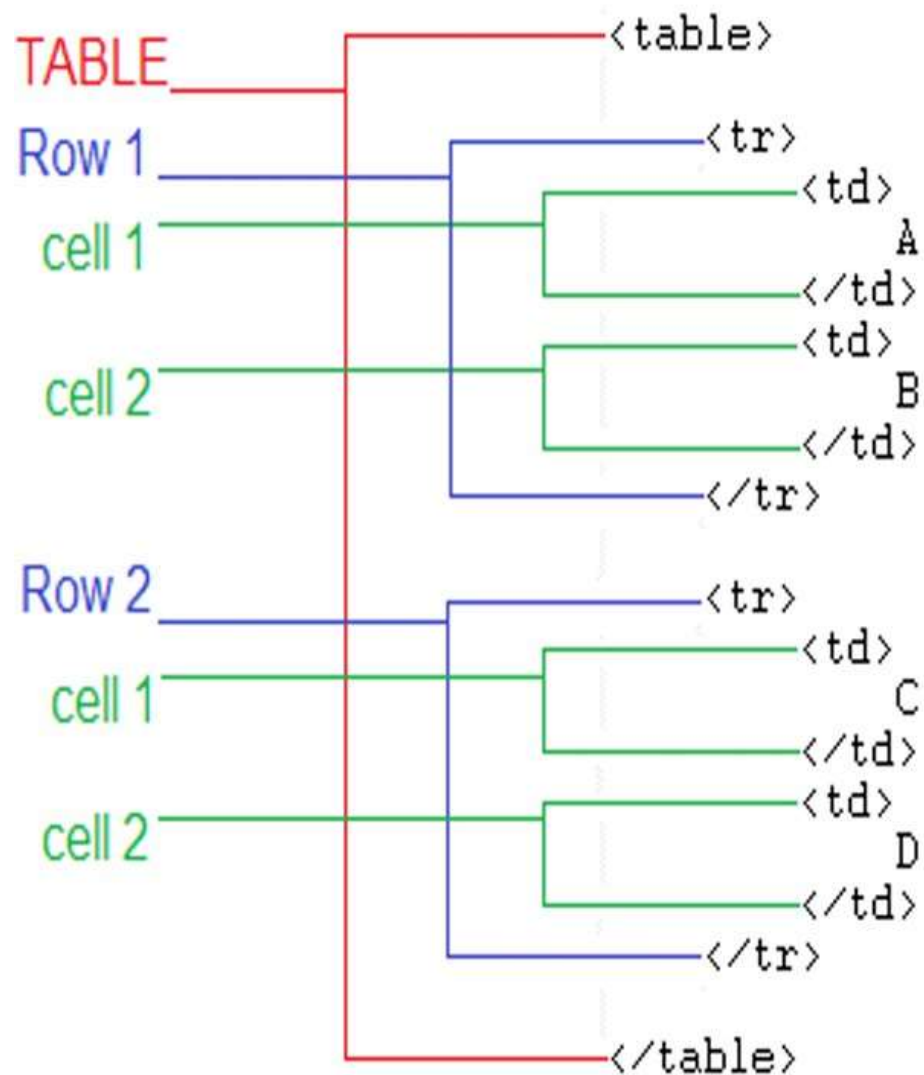 <table>
TABLE
Row 1
<tr>
<td>
cell 1
A
</td>
<td>
cell 2
B
</td>
</tr>
Row 2
<tr>
<td>
cell 1
C
</td>
<td>
cell 2
D
</td>
</tr>
</table>